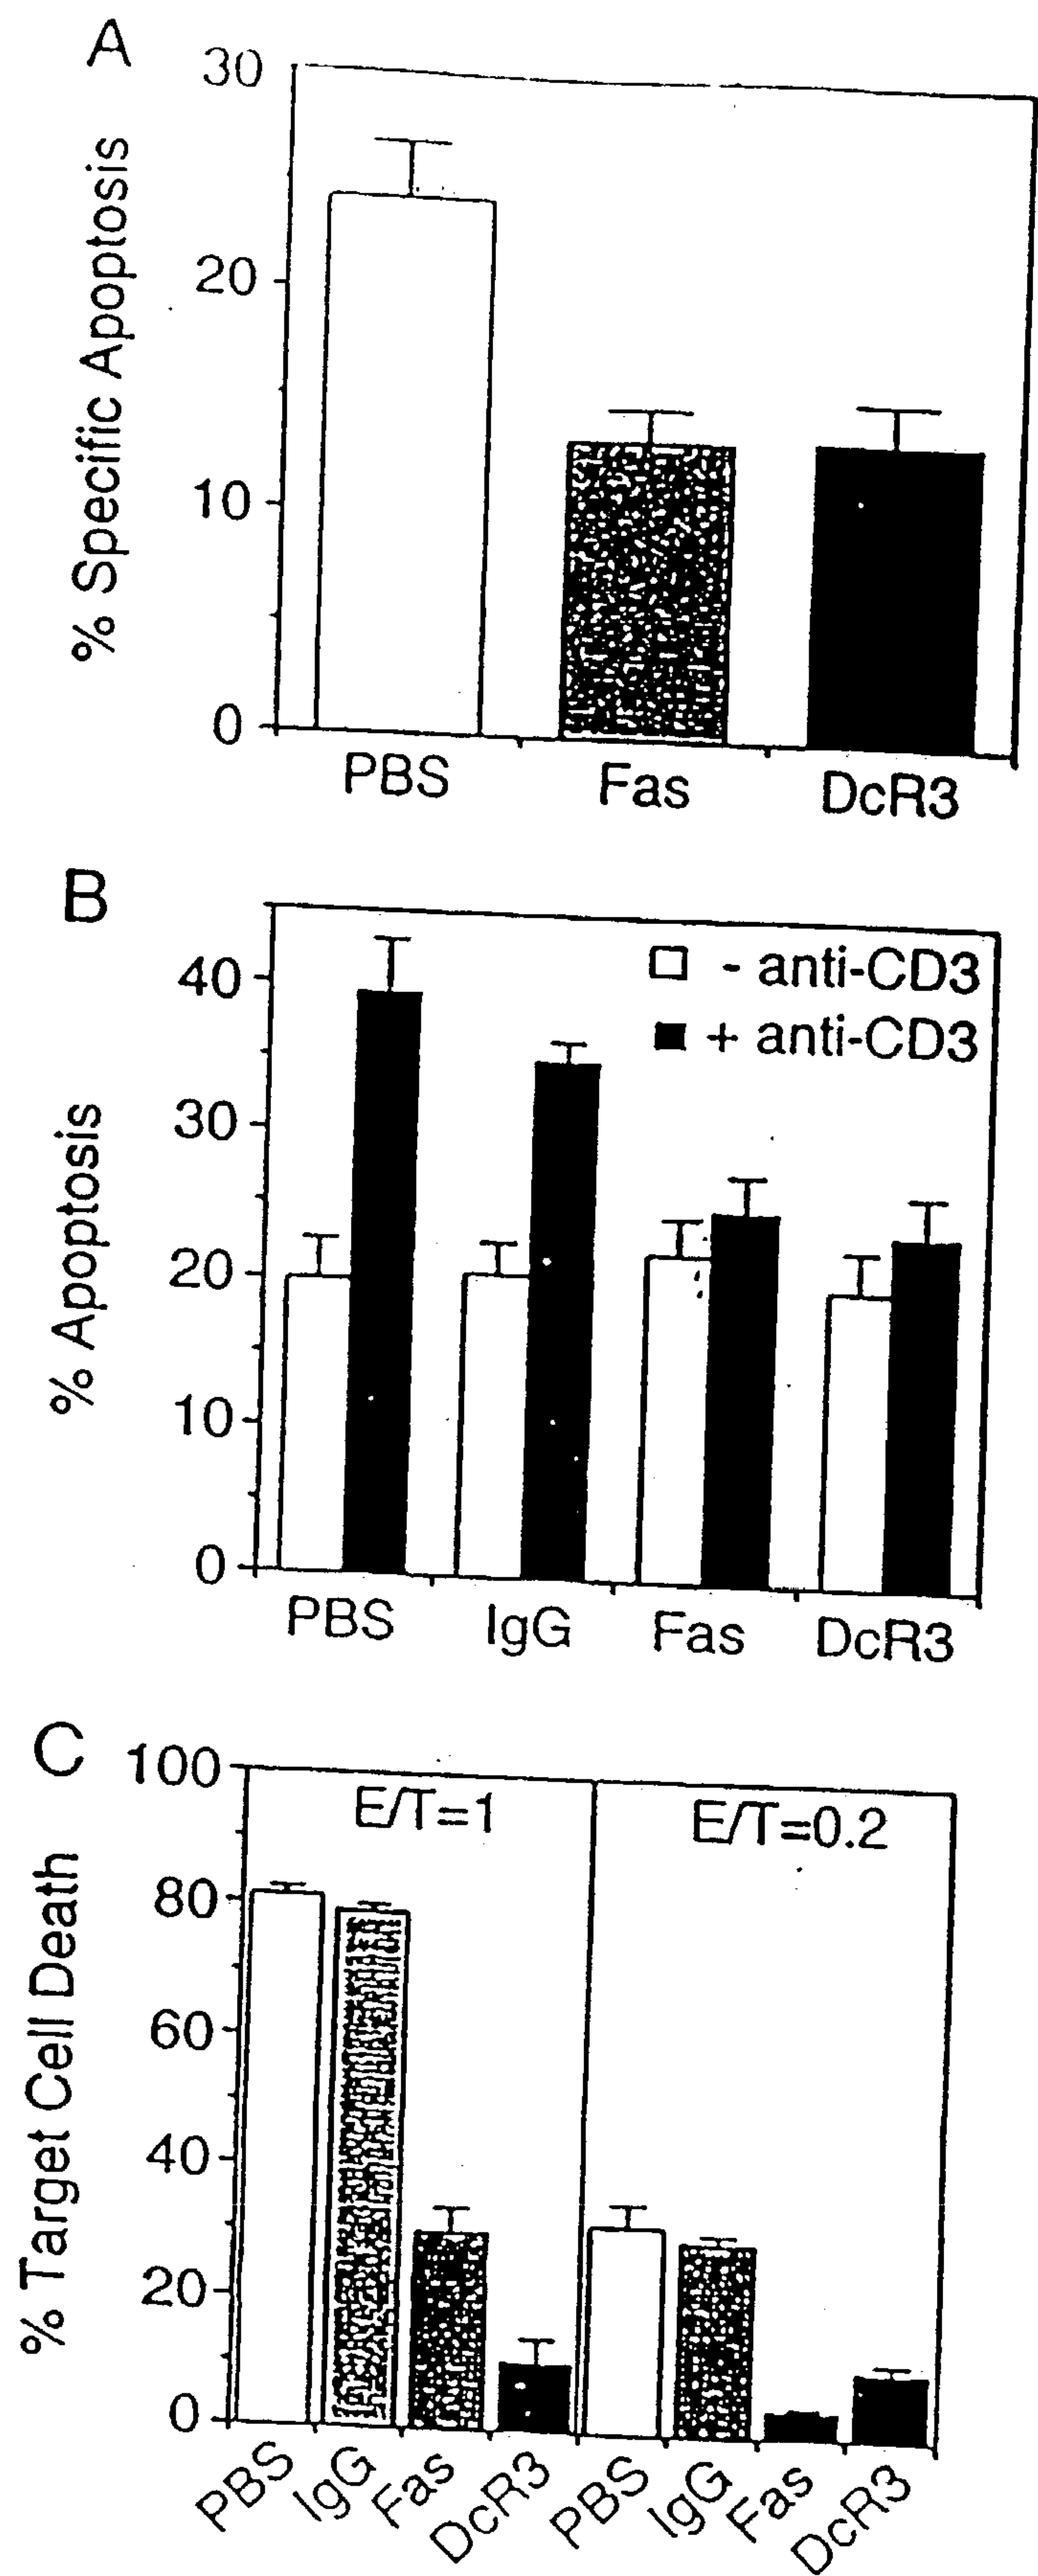 A
30
20
10
0
% Specific Apoptosis
PBS Fas DcR3
B
40
30
20
10
0
% Apoptosis
- anti-CD3
+ anti-CD3
PBS IgG Fas DcR3
C
100
80
60
40
20
0
% Target Cell Death
E/T=1 E/T=0.2
PBS IgG Fas DcR3 PBS IgG Fas DcR3